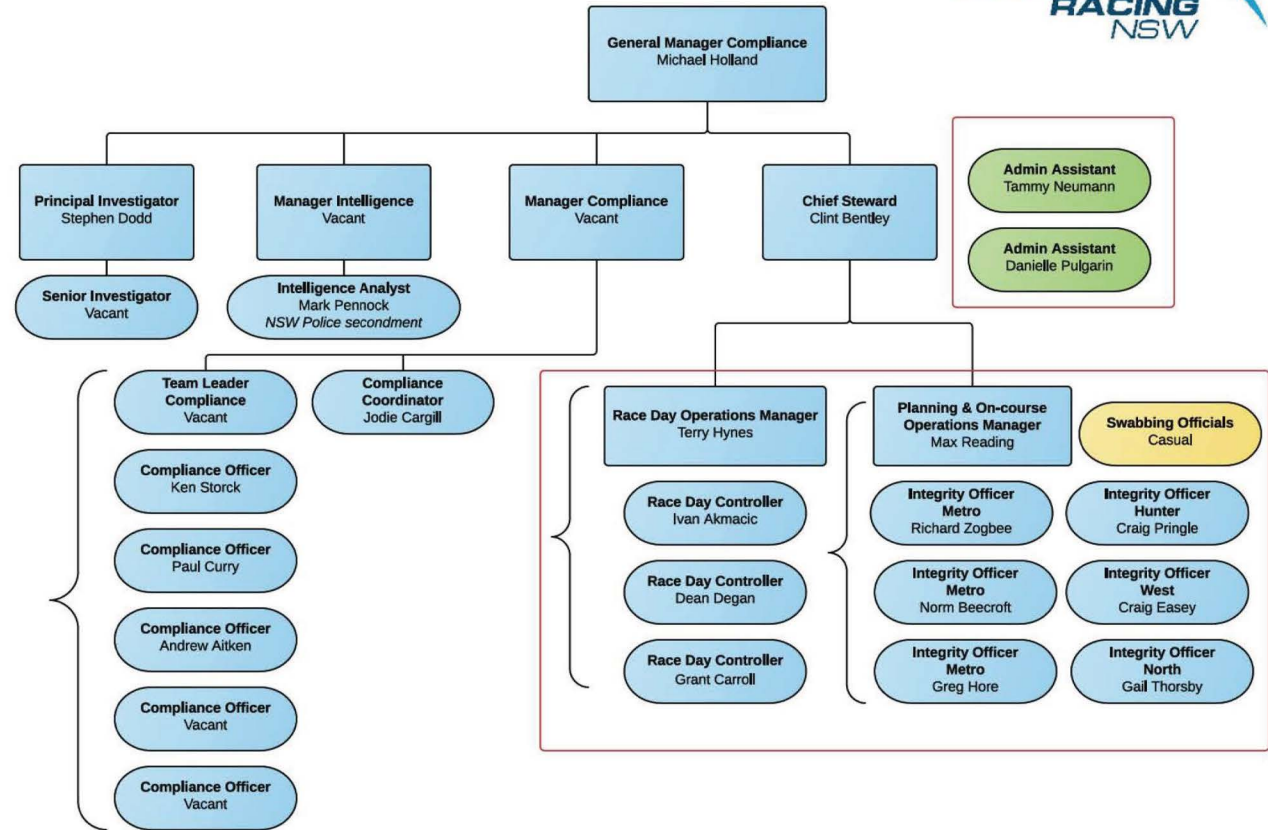 RACING
NSW
General Manager Compliance
Michael Holland
Principal Investigator
Stephen Dodd
Manager Intelligence
Vacant
Manager Compliance
Vacant
Chief Steward
Clint Bentley
Admin Assistant
Tammy Neumann
Admin Assistant
Danielle Pulgarin
Senior Investigator
Vacant
Intelligence Analyst
Mark Pennock
NSW Police secondment
Team Leader
Compliance
Vacant
Compliance
Coordinator
Jodie Cargill
Compliance Officer
Ken Storck
Compliance Officer
Paul Curry
Compliance Officer
Andrew Aitken
Compliance Officer
Vacant
Compliance Officer
Vacant
Race Day Operations Manager
Terry Hynes
Race Day Controller
Ivan Akmacic
Race Day Controller
Dean Degan
Race Day Controller
Grant Carroll
Planning & On-course
Operations Manager
Max Reading
Swabbing Officials
Casual
Integrity Officer
Metro
Richard Zogbee
Integrity Officer
Hunter
Craig Pringle
Integrity Officer
Metro
Norm Beecroft
Integrity Officer
West
Craig Easey
Integrity Officer
Metro
Greg Hore
Integrity Officer
North
Gail Thorsby